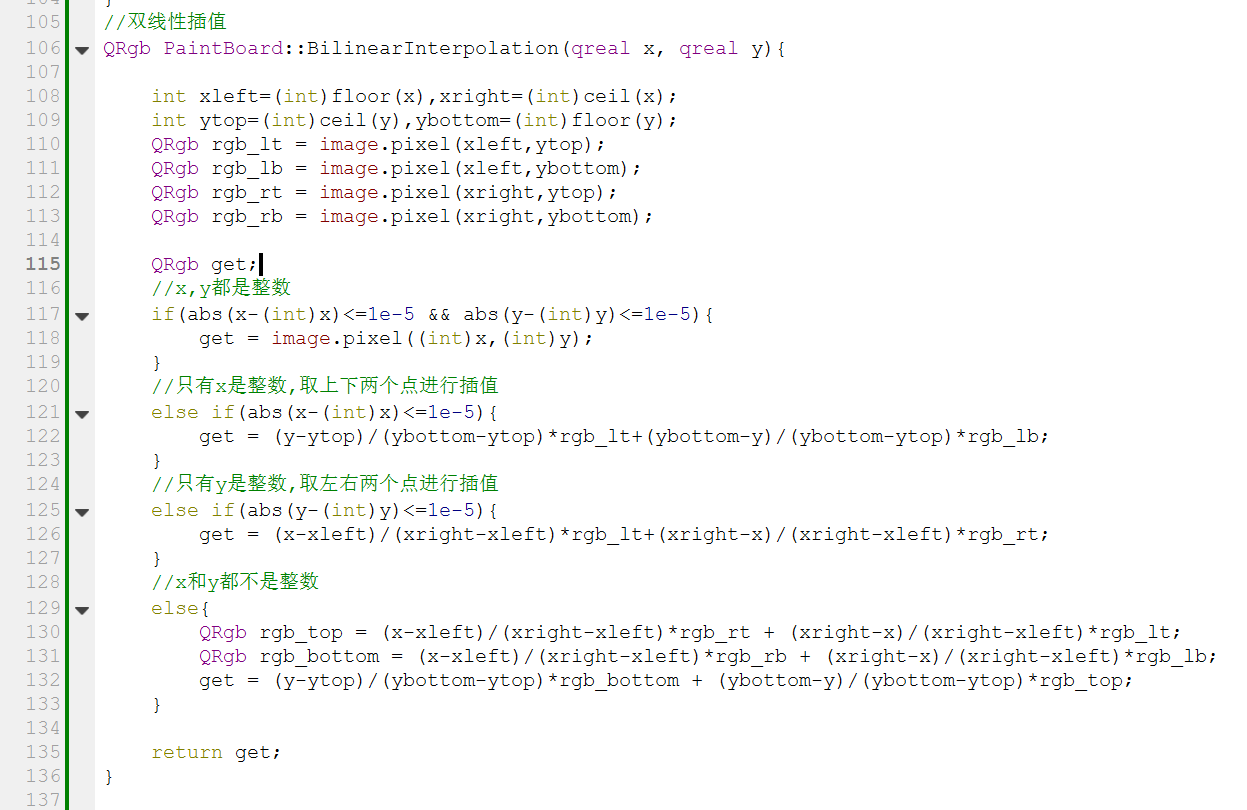 105 //双线性插值
106 QRgb PaintBoard::BilinearInterpolation(qreal x, qreal y){
107
108 int xleft=(int)floor(x),xright=(int)ceil(x);
109 int ytop=(int)ceil(y),ybottom=(int)floor(y);
110 QRgb rgb_lt = image.pixel(xleft,ytop);
111 QRgb rgb_lb = image.pixel(xleft,ybottom);
112 QRgb rgb_rt = image.pixel(xright,ytop);
113 QRgb rgb_rb = image.pixel(xright,ybottom);
114
115 QRgb get;
116 //x,y都是整数
117 if(abs(x-(int)x)<=1e-5 && abs(y-(int)y)<=1e-5){
118 get = image.pixel((int)x,(int)y);
119 }
120 //只有x是整数,取上下两个点进行插值
121 else if(abs(x-(int)x)<=1e-5){
122 get = (y-ytop)/(ybottom-ytop)*rgb_lt+(ybottom-y)/(ybottom-ytop)*rgb_lb;
123 }
124 //只有y是整数,取左右两个点进行插值
125 else if(abs(y-(int)y)<=1e-5){
126 get = (x-xleft)/(xright-xleft)*rgb_lt+(xright-x)/(xright-xleft)*rgb_rt;
127 }
128 //x和y都不是整数
129 else{
130 QRgb rgb_top = (x-xleft)/(xright-xleft)*rgb_rt + (xright-x)/(xright-xleft)*rgb_lt;
131 QRgb rgb_bottom = (x-xleft)/(xright-xleft)*rgb_rb + (xright-x)/(xright-xleft)*rgb_lb;
132 get = (y-ytop)/(ybottom-ytop)*rgb_bottom + (ybottom-y)/(ybottom-ytop)*rgb_top;
133 }
134
135 return get;
136 }
137